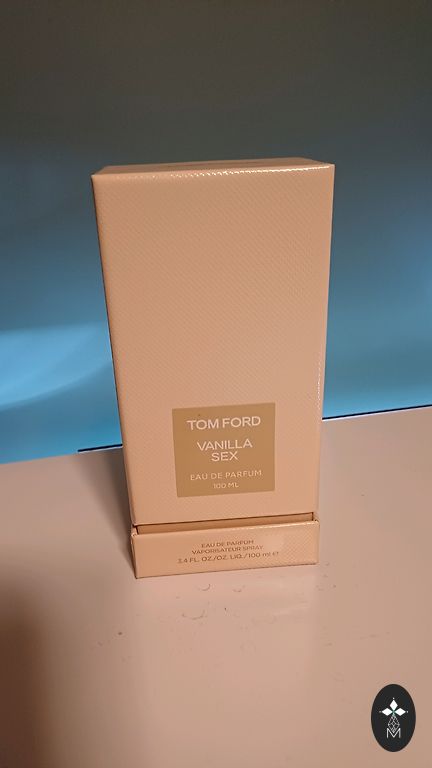 TOM FORD
VANILLA
SEX
EAU DE PARFUM
100 ML
EAU DE PARFUM
VAPORISATEUR SPRAY
3.4 FL. OZ./OZ. LIQ./100 ml ℮
M